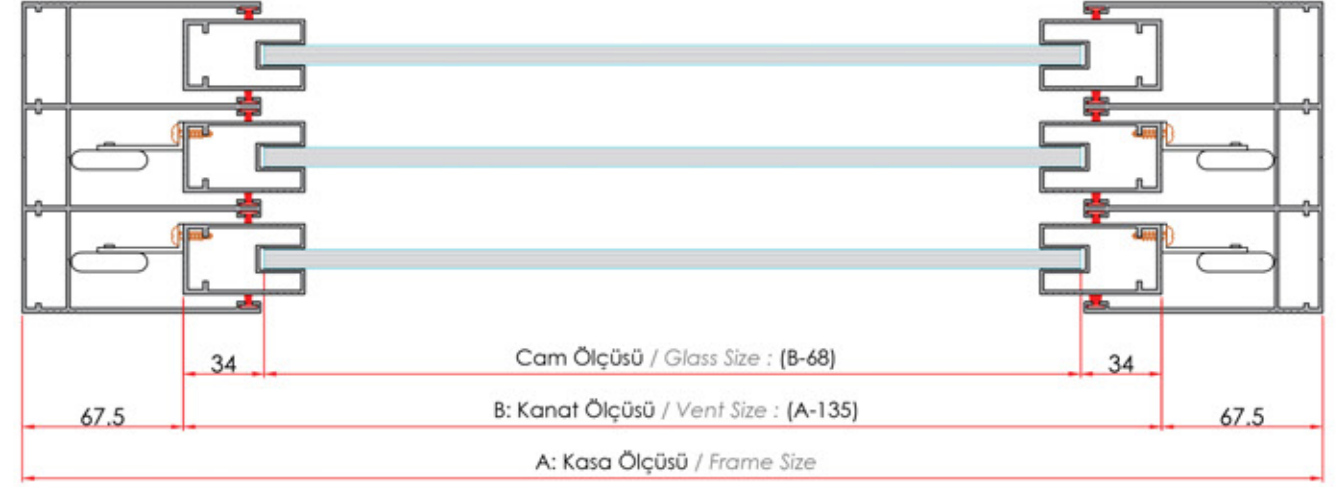 34 Cam Ölçüsü / Glass Size : (B-68) 34
67.5 B: Kanat Ölçüsü / Vent Size : (A-135) 67.5
A: Kasa Ölçüsü / Frame Size